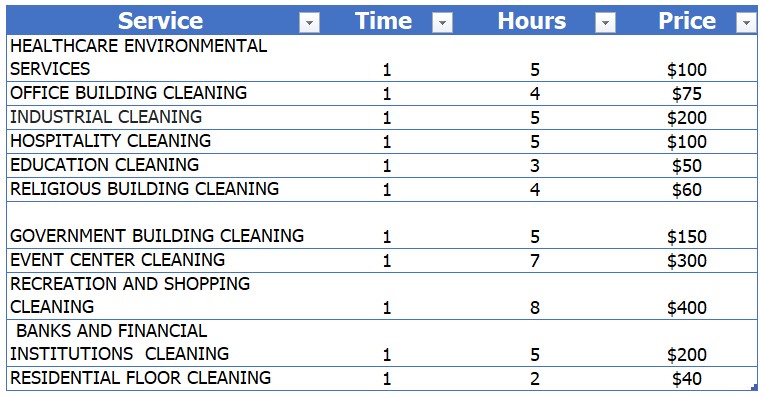 Service Time Hours Price
HEALTHCARE ENVIRONMENTAL
SERVICES 1 5 $100
OFFICE BUILDING CLEANING 1 4 $75
INDUSTRIAL CLEANING 1 5 $200
HOSPITALITY CLEANING 1 5 $100
EDUCATION CLEANING 1 3 $50
RELIGIOUS BUILDING CLEANING 1 4 $60
GOVERNMENT BUILDING CLEANING 1 5 $150
EVENT CENTER CLEANING 1 7 $300
RECREATION AND SHOPPING
CLEANING 1 8 $400
BANKS AND FINANCIAL
INSTITUTIONS  CLEANING 1 5 $200
RESIDENTIAL FLOOR CLEANING 1 2 $40